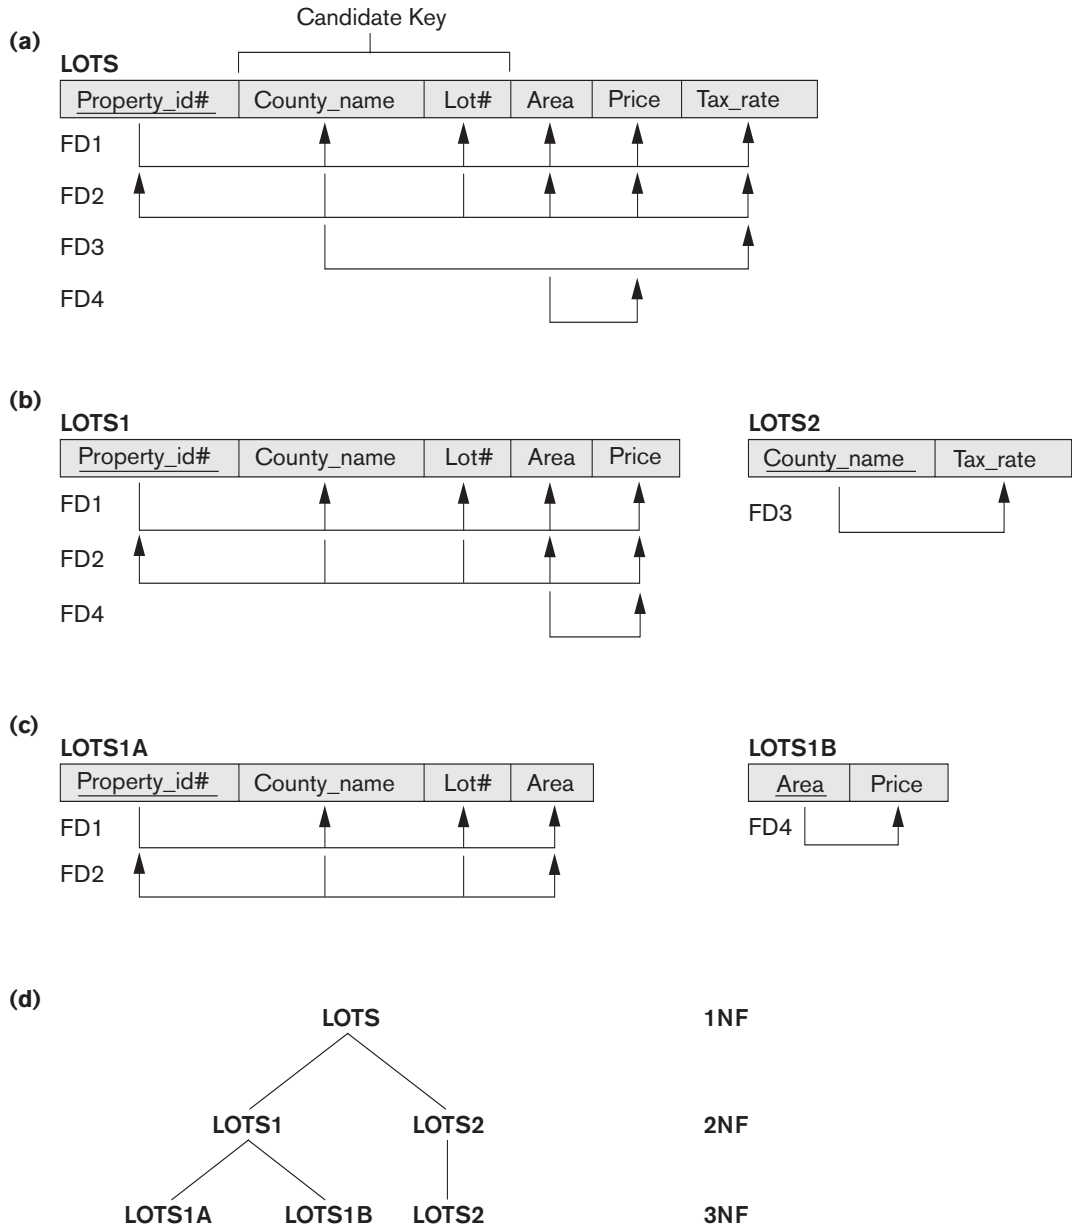 Candidate Key
(a)
LOTS
Property_id# County_name Lot# Area Price Tax_rate
FD1
FD2
FD3
FD4
(b)
LOTS1
Property_id# County_name Lot# Area Price
FD1
FD2
FD4
LOTS2
County_name Tax_rate
FD3
(c)
LOTS1A
Property_id# County_name Lot# Area
FD1
FD2
LOTS1B
Area Price
FD4
(d)
LOTS 1NF
LOTS1 LOTS2 2NF
LOTS1A LOTS1B LOTS2 3NF